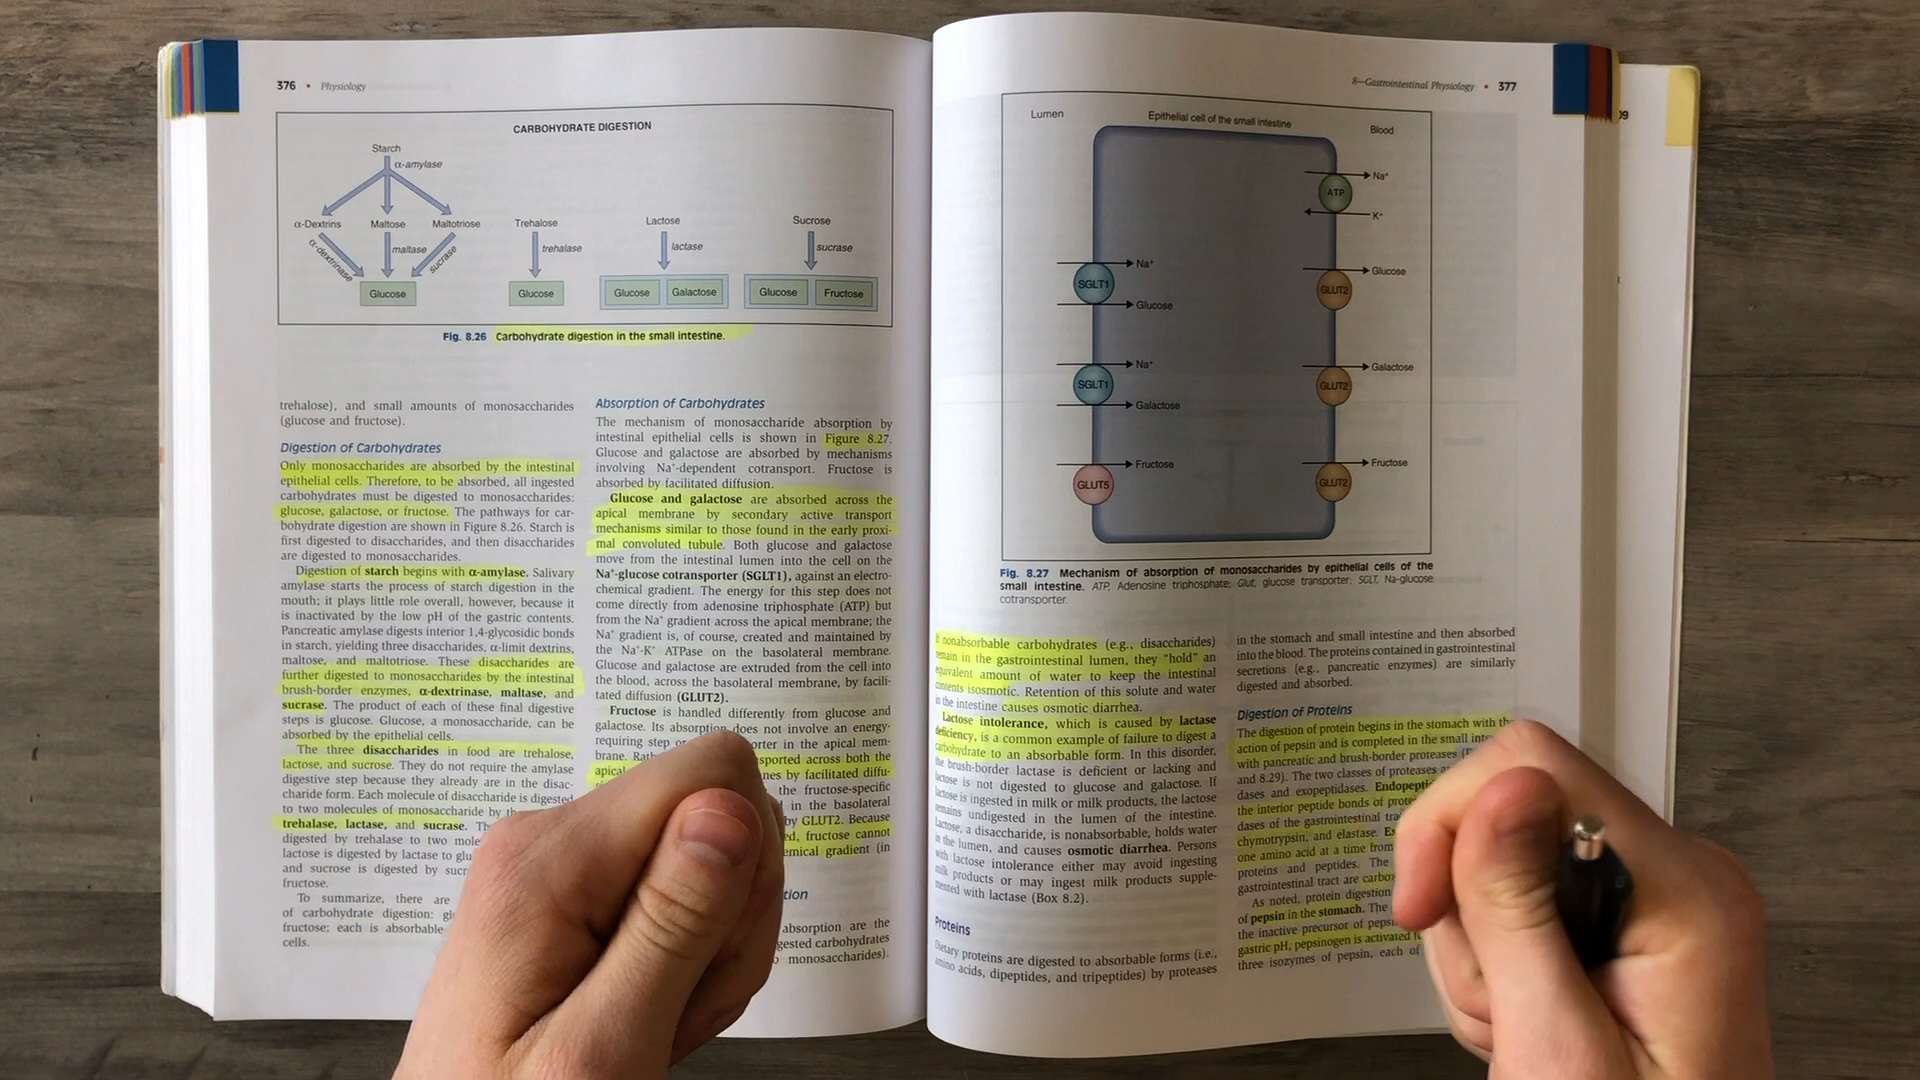 376 • Physiology
CARBOHYDRATE DIGESTION
Starch
α-amylase
α-Dextrins Maltose Maltotriose Trehalose Lactose Sucrose
α-dextrinase maltase sucrase trehalase lactase sucrase
Glucose Glucose Glucose Galactose Glucose Fructose
Fig. 8.26 Carbohydrate digestion in the small intestine.
trehalose), and small amounts of monosaccharides
(glucose and fructose).
Digestion of Carbohydrates
Only monosaccharides are absorbed by the intestinal
epithelial cells. Therefore, to be absorbed, all ingested
carbohydrates must be digested to monosaccharides:
glucose, galactose, or fructose. The pathways for car-
bohydrate digestion are shown in Figure 8.26. Starch is
first digested to disaccharides, and then disaccharides
are digested to monosaccharides.
Digestion of starch begins with α-amylase. Salivary
amylase starts the process of starch digestion in the
mouth; it plays little role overall, however, because it
is inactivated by the low pH of the gastric contents.
Pancreatic amylase digests interior 1,4-glycosidic bonds
in starch, yielding three disaccharides, α-limit dextrins,
maltose, and maltotriose. These disaccharides are
further digested to monosaccharides by the intestinal
brush-border enzymes, α-dextrinase, maltase, and
sucrase. The product of each of these final digestive
steps is glucose. Glucose, a monosaccharide, can be
absorbed by the epithelial cells.
The three disaccharides in food are trehalose,
lactose, and sucrose. They do not require the amylase
digestive step because they already are in the disac-
charide form. Each molecule of disaccharide is digested
to two molecules of monosaccharide by
trehalase, lactase, and sucrase.
digested by trehalase to two
lactose is digested by lactase to
and sucrose is digested by
fructose.
To summarize, there are
of carbohydrate digestion:
fructose; each is absorbable
cells.
Absorption of Carbohydrates
The mechanism of monosaccharide absorption by
intestinal epithelial cells is shown in Figure 8.27.
Glucose and galactose are absorbed by mechanisms
involving Na⁺-dependent cotransport. Fructose is
absorbed by facilitated diffusion.
Glucose and galactose are absorbed across the
apical membrane by secondary active transport
mechanisms similar to those found in the early proxi-
mal convoluted tubule. Both glucose and galactose
move from the intestinal lumen into the cell on the
Na⁺-glucose cotransporter (SGLT1), against an electro-
chemical gradient. The energy for this step does not
come directly from adenosine triphosphate (ATP) but
from the Na⁺ gradient across the apical membrane; the
Na⁺ gradient is, of course, created and maintained by
the Na⁺-K⁺ ATPase on the basolateral membrane.
Glucose and galactose are extruded from the cell into
the blood, across the basolateral membrane, by facili-
tated diffusion (GLUT2).
Fructose is handled differently from glucose and
galactose. Its absorption does not involve an energy-
requiring step or in the apical mem-
brane. across both the
apical by facilitated diffu-
the fructose-specific
in the basolateral
by GLUT2. Because
fructose cannot
gradient (in
absorption are the
carbohydrates
monosaccharides).
8—Gastrointestinal Physiology • 377
Lumen Epithelial cell of the small intestine Blood
Na⁺
ATP
K⁺
Na⁺ Glucose
SGLT1 GLUT2
Glucose
Na⁺ Galactose
SGLT1 GLUT2
Galactose
Fructose Fructose
GLUT5 GLUT2
Fig. 8.27 Mechanism of absorption of monosaccharides by epithelial cells of the
small intestine. ATP, Adenosine triphosphate; Glut, glucose transporter; SGLT, Na-glucose
cotransporter.
If nonabsorbable carbohydrates (e.g., disaccharides)
remain in the gastrointestinal lumen, they “hold” an
equivalent amount of water to keep the intestinal
contents isosmotic. Retention of this solute and water
in the intestine causes osmotic diarrhea.
Lactose intolerance, which is caused by lactase
deficiency, is a common example of failure to digest a
carbohydrate to an absorbable form. In this disorder,
the brush-border lactase is deficient or lacking and
lactose is not digested to glucose and galactose. If
lactose is ingested in milk or milk products, the lactose
remains undigested in the lumen of the intestine.
Lactose, a disaccharide, is nonabsorbable, holds water
in the lumen, and causes osmotic diarrhea. Persons
with lactose intolerance either may avoid ingesting
milk products or may ingest milk products supple-
mented with lactase (Box 8.2).
Proteins
Dietary proteins are digested to absorbable forms (i.e.,
amino acids, dipeptides, and tripeptides) by proteases
in the stomach and small intestine and then absorbed
into the blood. The proteins contained in gastrointestinal
secretions (e.g., pancreatic enzymes) are similarly
digested and absorbed.
Digestion of Proteins
The digestion of protein begins in the stomach with the
action of pepsin and is completed in the small
with pancreatic and brush-border proteases
and 8.29). The two classes of proteases
dases and exopeptidases.
the interior peptide bonds of
dases of the gastrointestinal
chymotrypsin, and elastase.
one amino acid at a time from
proteins and peptides. The
gastrointestinal tract are
As noted, protein digestion
of pepsin in the stomach. The
the inactive precursor of
gastric pH, pepsinogen is activated
three isozymes of pepsin, each of